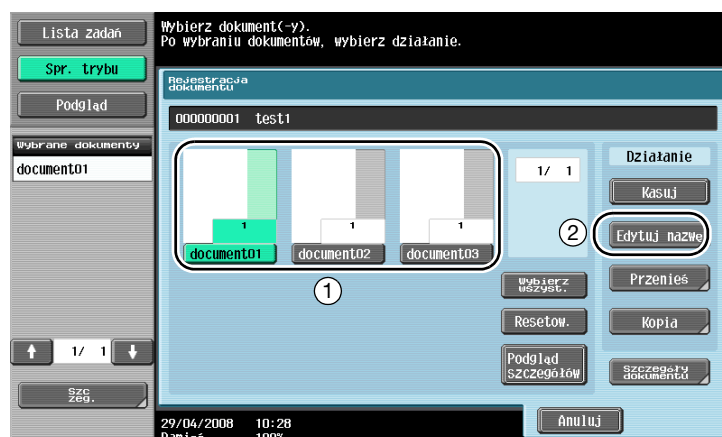 Lista zadań
Spr. trybu
Podgląd
Wybrane dokumenty
document01
1/ 1
Szc
zeg.
Wybierz dokument(-y).
Po wybraniu dokumentów, wybierz działanie.
Rejestracja
dokumentu
000000001 test1
1
document01
1
document02
1
document03
1
1/ 1
Wybierz
wszyst.
Resetow.
Podgląd
szczegółów
Działanie
Kasuj
2
Edytuj nazwę
Przenieś
Kopia
Szczegóły
dokumentu
Anuluj
29/04/2008 10:28
Pamięć 100%